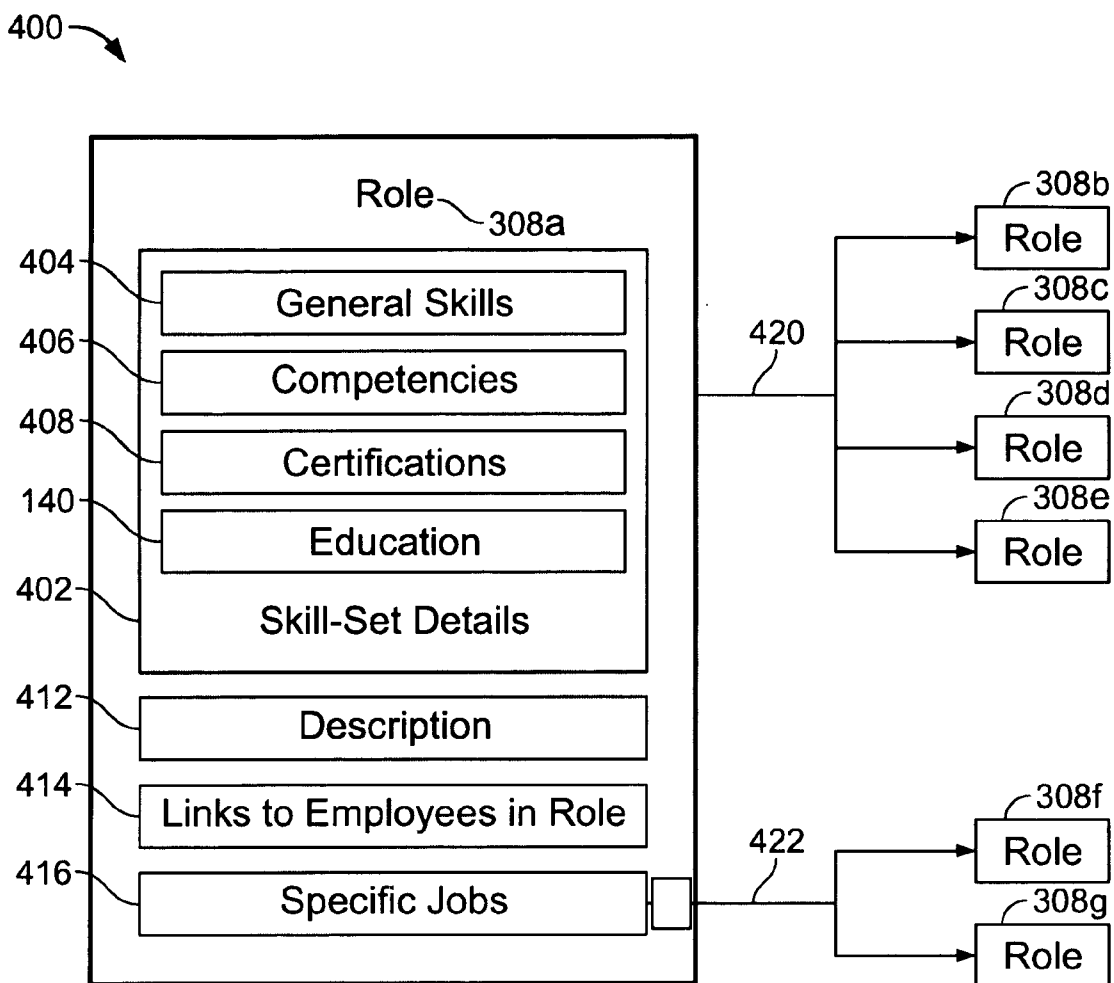 400
Role
308a
404
General Skills
406
Competencies
408
Certifications
140
Education
402
Skill-Set Details
412
Description
414
Links to Employees in Role
416
Specific Jobs
420
308b
Role
308c
Role
308d
Role
308e
Role
422
308f
Role
308g
Role